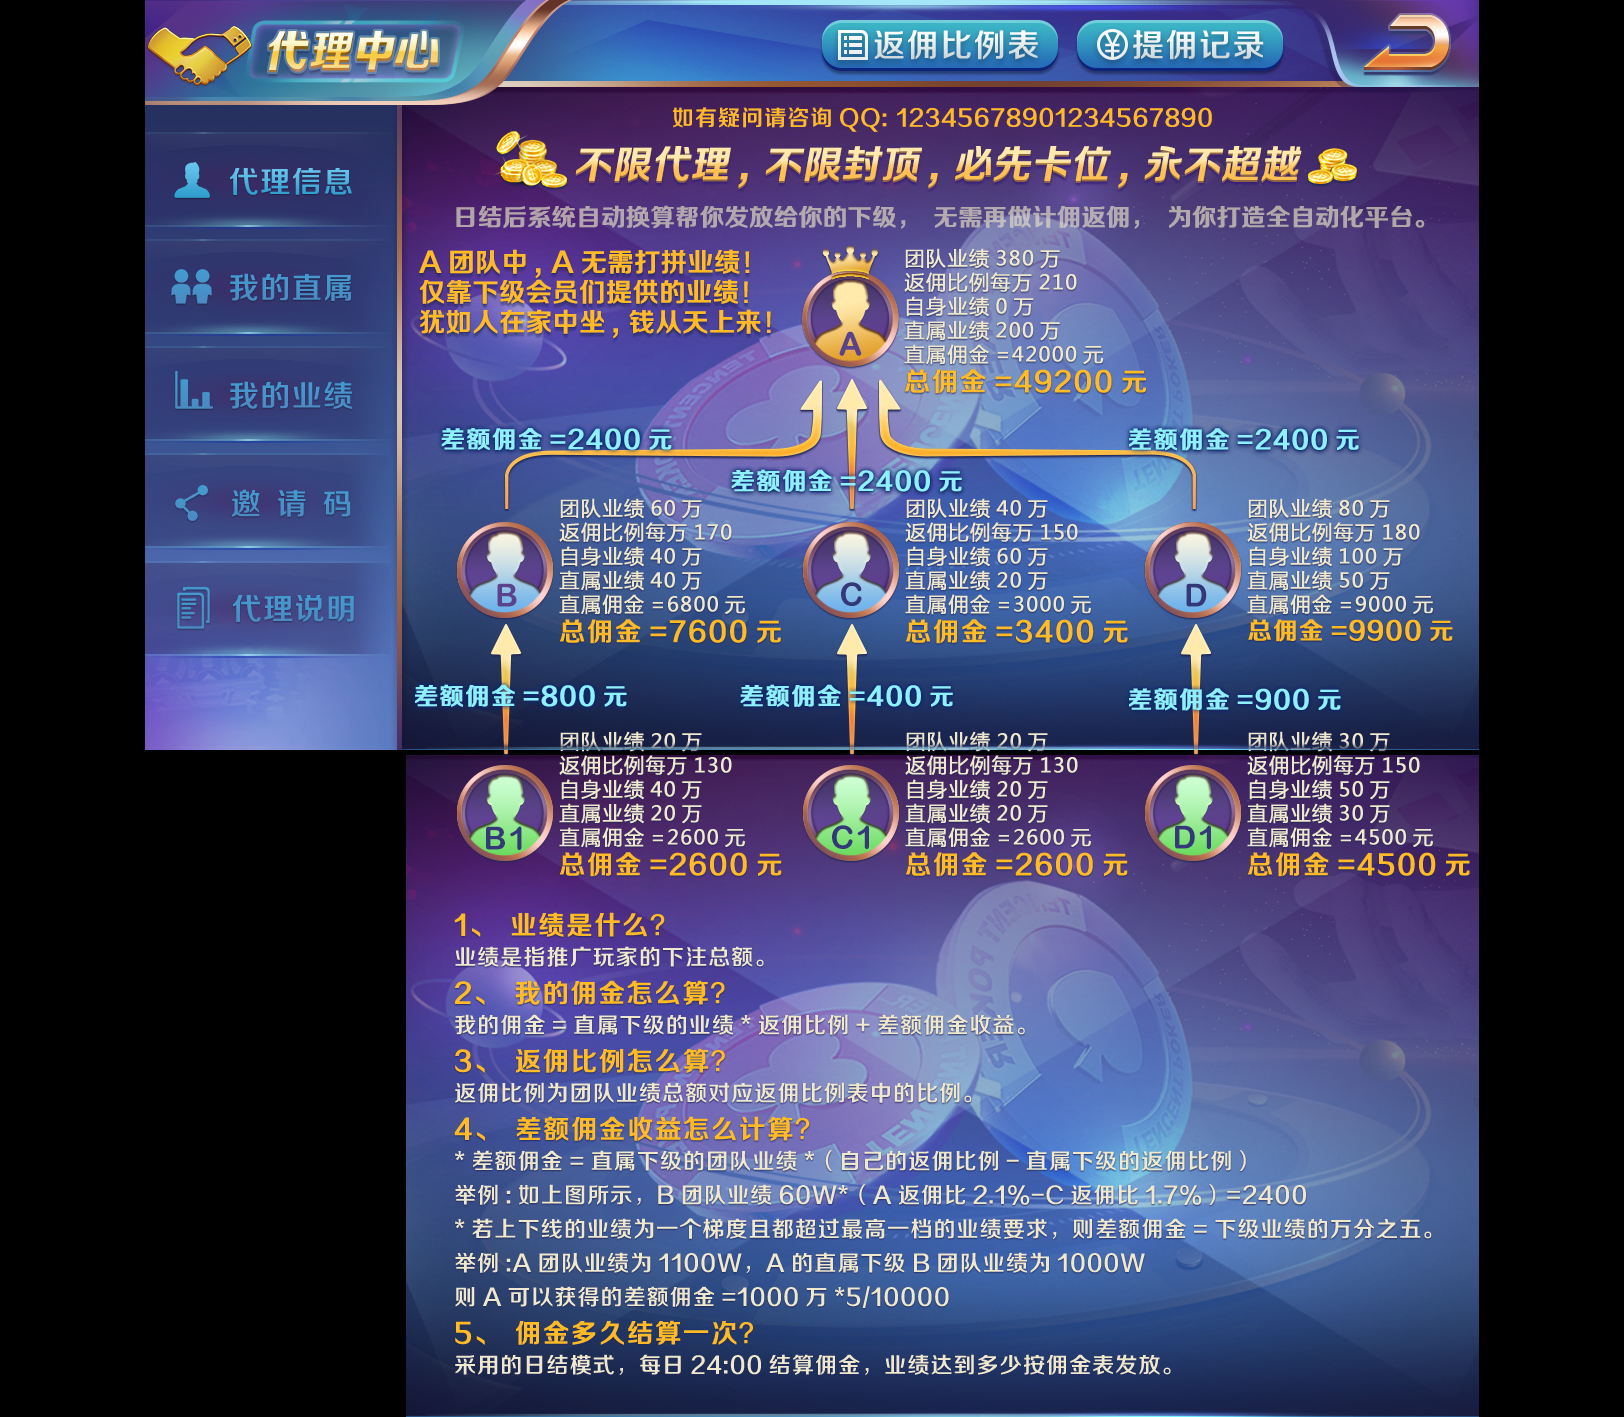 代理中心
返佣比例表
提佣记录
代理信息
我的直属
我的业绩
邀请码
代理说明
如有疑问请咨询 QQ: 12345678901234567890
不限代理，不限封顶，必先卡位，永不超越
日结后系统自动换算帮你发放给你的下级， 无需再做计佣返佣， 为你打造全自动化平台。
A 团队中，A 无需打拼业绩！
仅靠下级会员们提供的业绩！
犹如人在家中坐，钱从天上来！
A
团队业绩 380 万
返佣比例每万 210
自身业绩 0 万
直属业绩 200 万
直属佣金 =42000 元
总佣金 =49200 元
差额佣金 =2400 元
差额佣金 =2400 元
差额佣金 =2400 元
B
团队业绩 60 万
返佣比例每万 170
自身业绩 40 万
直属业绩 40 万
直属佣金 =6800 元
总佣金 =7600 元
C
团队业绩 40 万
返佣比例每万 150
自身业绩 60 万
直属业绩 20 万
直属佣金 =3000 元
总佣金 =3400 元
D
团队业绩 80 万
返佣比例每万 180
自身业绩 100 万
直属业绩 50 万
直属佣金 =9000 元
总佣金 =9900 元
差额佣金 =800 元
差额佣金 =400 元
差额佣金 =900 元
B1
团队业绩 20 万
返佣比例每万 130
自身业绩 40 万
直属业绩 20 万
直属佣金 =2600 元
总佣金 =2600 元
C1
团队业绩 20 万
返佣比例每万 130
自身业绩 20 万
直属业绩 20 万
直属佣金 =2600 元
总佣金 =2600 元
D1
团队业绩 30 万
返佣比例每万 150
自身业绩 50 万
直属业绩 30 万
直属佣金 =4500 元
总佣金 =4500 元
1、 业绩是什么？
业绩是指推广玩家的下注总额。
2、 我的佣金怎么算？
我的佣金 = 直属下级的业绩 * 返佣比例 + 差额佣金收益。
3、 返佣比例怎么算？
返佣比例为团队业绩总额对应返佣比例表中的比例。
4、 差额佣金收益怎么计算？
* 差额佣金 = 直属下级的团队业绩 *（自己的返佣比例 – 直属下级的返佣比例）
举例 : 如上图所示，B 团队业绩 60W*（A 返佣比 2.1%-C 返佣比 1.7%）=2400
* 若上下线的业绩为一个梯度且都超过最高一档的业绩要求，则差额佣金 = 下级业绩的万分之五。
举例 :A 团队业绩为 1100W，A 的直属下级 B 团队业绩为 1000W
则 A 可以获得的差额佣金 =1000 万 *5/10000
5、 佣金多久结算一次？
采用的日结模式，每日 24:00 结算佣金，业绩达到多少按佣金表发放。